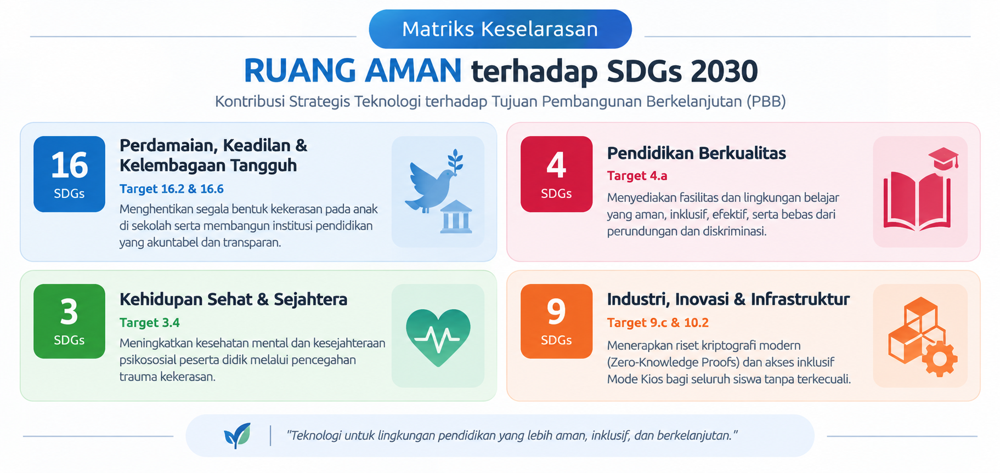 Matriks Keselarasan
RUANG AMAN terhadap SDGs 2030
Kontribusi Strategis Teknologi terhadap Tujuan Pembangunan Berkelanjutan (PBB)
16
SDGs
Perdamaian, Keadilan &
Kelembagaan Tangguh
Target 16.2 & 16.6
Menghentikan segala bentuk kekerasan pada anak
di sekolah serta membangun institusi pendidikan
yang akuntabel dan transparan.
4
SDGs
Pendidikan Berkualitas
Target 4.a
Menyediakan fasilitas dan lingkungan belajar
yang aman, inklusif, efektif, serta bebas dari
perundungan dan diskriminasi.
3
SDGs
Kehidupan Sehat & Sejahtera
Target 3.4
Meningkatkan kesehatan mental dan kesejahteraan
psikososial peserta didik melalui pencegahan
trauma kekerasan.
9
SDGs
Industri, Inovasi & Infrastruktur
Target 9.c & 10.2
Menerapkan riset kriptografi modern
(Zero-Knowledge Proofs) dan akses inklusif
Mode Kios bagi seluruh siswa tanpa terkecuali.
"Teknologi untuk lingkungan pendidikan yang lebih aman, inklusif, dan berkelanjutan."